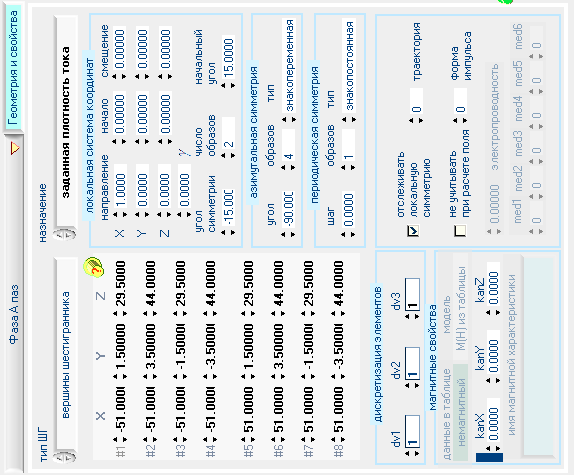 Фаза А паз
Геометрия и свойства
тип ШГ
назначение
вершины шестигранника
заданная плотность тока
X Y Z
#1 -51.000 1.5000 29.5000
#2 -51.000 3.5000 44.0000
#3 -51.000 -1.5000 29.5000
#4 -51.000 -3.5000 44.0000
#5 51.0000 1.5000 29.5000
#6 51.0000 3.5000 44.0000
#7 51.0000 -1.5000 29.5000
#8 51.0000 -3.5000 44.0000
локальная система координат
направление начало смещение
X 1.0000 0.00000 0.00000
Y 0.0000 0.00000 0.00000
Z 0.0000 0.00000 0.00000
0.0000 γ
угол симметрии число образов начальный угол
-15.000 2 15.0000
азимутальная симметрия
угол образов тип
-90.000 4 знакопеременная
периодическая симметрия
шаг образов тип
0.0000 1 знакопостоянная
дискретизация элементов
dv1 dv2 dv3
1 1 1
магнитные свойства
данные в таблице модель
немагнитный М(Н) из таблицы
kanX kanY kanZ
0.0000 0.0000 0.0000
имя магнитной характеристики
отслеживать локальную симметрию
0 траектория
не учитывать при расчете поля
0 форма импульса
0.00000 электропроводность
med1 med2 med3 med4 med5 med6
0 0 0 0 0 0